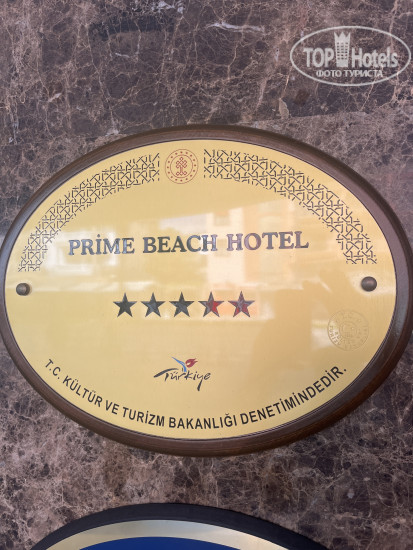 TOP Hotels
ФОТО ТУРИСТА
PRİME BEACH HOTEL
Türkiye
T.C. KÜLTÜR VE TURİZM BAKANLIĞI DENETİMİNDEDİR.